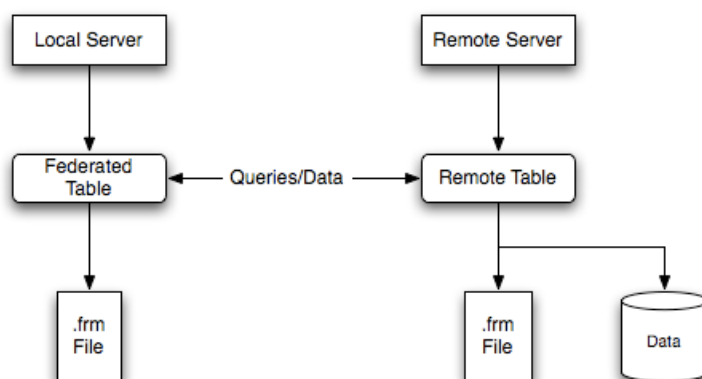 Local Server
Remote Server
Federated
Table
Queries/Data
Remote Table
.frm
File
.frm
File
Data